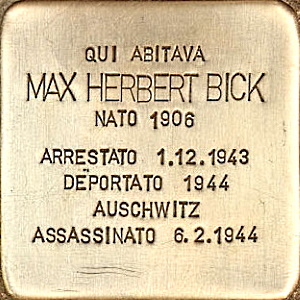 QUI ABITAVA
MAX HERBERT BICK
NATO 1906
ARRESTATO 1.12.1943
DEPORTATO 1944
AUSCHWITZ
ASSASSINATO 6.2.1944